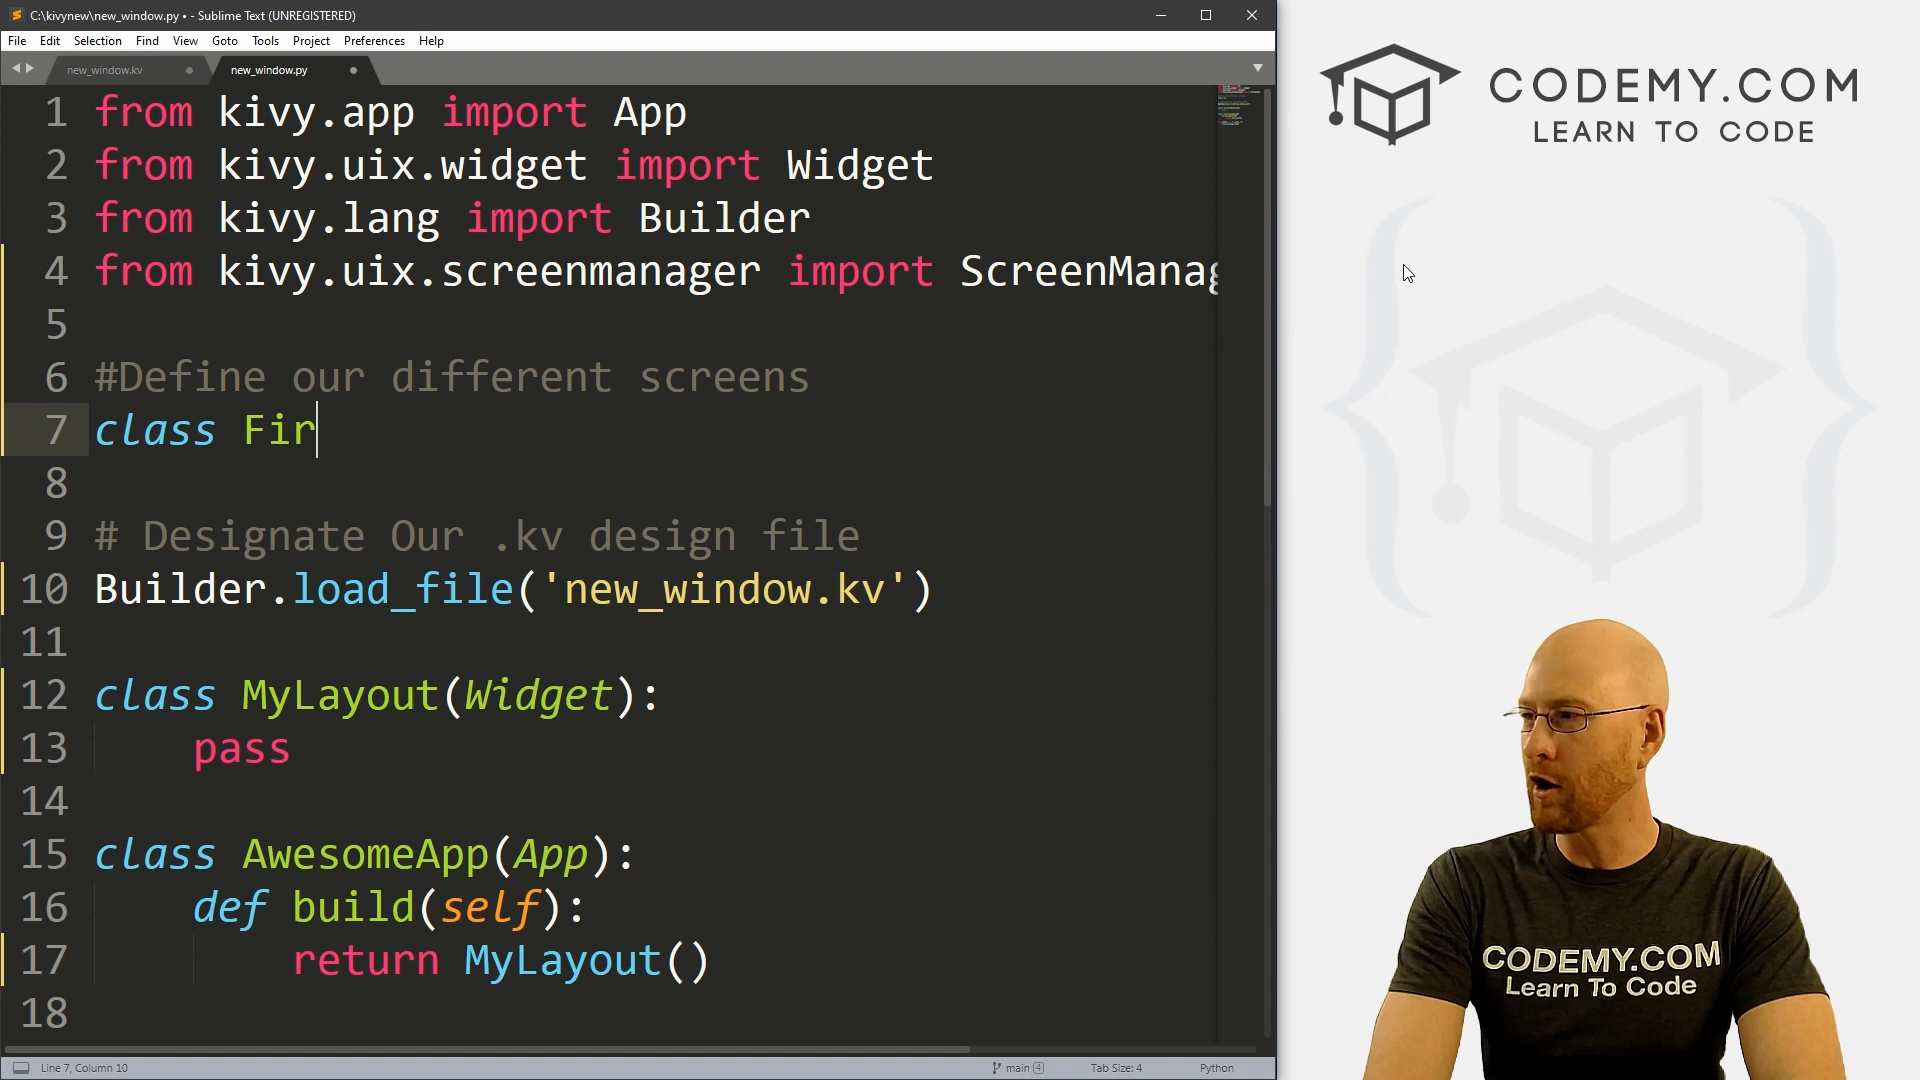 C:\kivynew\new_window.py • - Sublime Text (UNREGISTERED)
File Edit Selection Find View Goto Tools Project Preferences Help
new_window.kv new_window.py
1 from kivy.app import App
2 from kivy.uix.widget import Widget
3 from kivy.lang import Builder
4 from kivy.uix.screenmanager import ScreenManag
5
6 #Define our different screens
7 class Fir
8
9 # Designate Our .kv design file
10 Builder.load_file('new_window.kv')
11
12 class MyLayout(Widget):
13 pass
14
15 class AwesomeApp(App):
16 def build(self):
17 return MyLayout()
18
Line 7, Column 10 main 4 Tab Size: 4 Python
CODEMY.COM
LEARN TO CODE
CODEMY.COM
Learn To Code